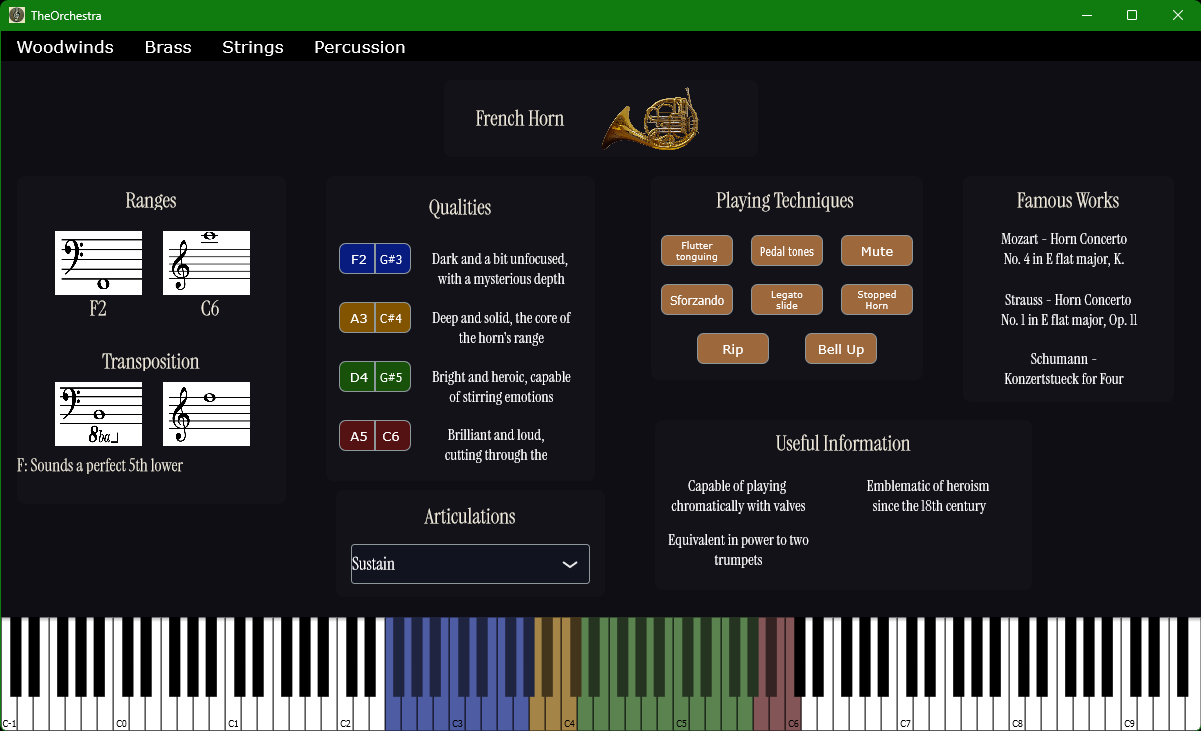 TheOrchestra
Woodwinds Brass Strings Percussion
French Horn
Ranges
F2 C6
Transposition
8ba
F: Sounds a perfect 5th lower
Qualities
F2 G#3
Dark and a bit unfocused,
with a mysterious depth
A3 C#4
Deep and solid, the core of
the horn's range
D4 G#5
Bright and heroic, capable
of stirring emotions
A5 C6
Brilliant and loud,
cutting through the
Articulations
Sustain
Playing Techniques
Flutter
tonguing
Pedal tones
Mute
Sforzando
Legato
slide
Stopped
Horn
Rip
Bell Up
Famous Works
Mozart - Horn Concerto
No. 4 in E flat major, K.
Strauss - Horn Concerto
No. 1 in E flat major, Op. 11
Schumann -
Konzertstueck for Four
Useful Information
Capable of playing
chromatically with valves
Emblematic of heroism
since the 18th century
Equivalent in power to two
trumpets
C-1 C0 C1 C2 C3 C4 C5 C6 C7 C8 C9